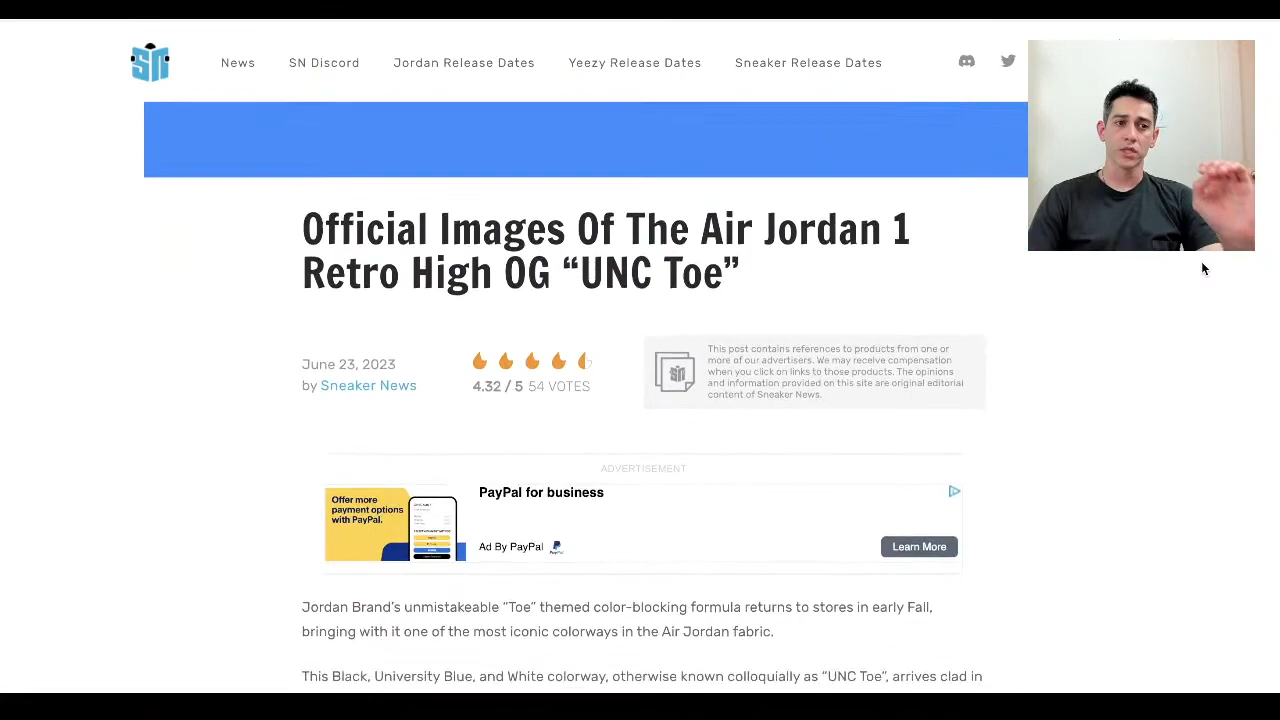 SN
News
SN Discord
Jordan Release Dates
Yeezy Release Dates
Sneaker Release Dates
Official Images Of The Air Jordan 1
Retro High OG “UNC Toe”
June 23, 2023
by Sneaker News
4.32 / 5 54 VOTES
This post contains references to products from one or
more of our advertisers. We may receive compensation
when you click on links to those products. The opinions
and information provided on this site are original editorial
content of Sneaker News.
ADVERTISEMENT
Offer more
payment options
with PayPal.
PayPal for business
Ad By PayPal
PayPal
Learn More
Jordan Brand’s unmistakeable “Toe” themed color-blocking formula returns to stores in early Fall,
bringing with it one of the most iconic colorways in the Air Jordan fabric.
This Black, University Blue, and White colorway, otherwise known colloquially as “UNC Toe”, arrives clad in